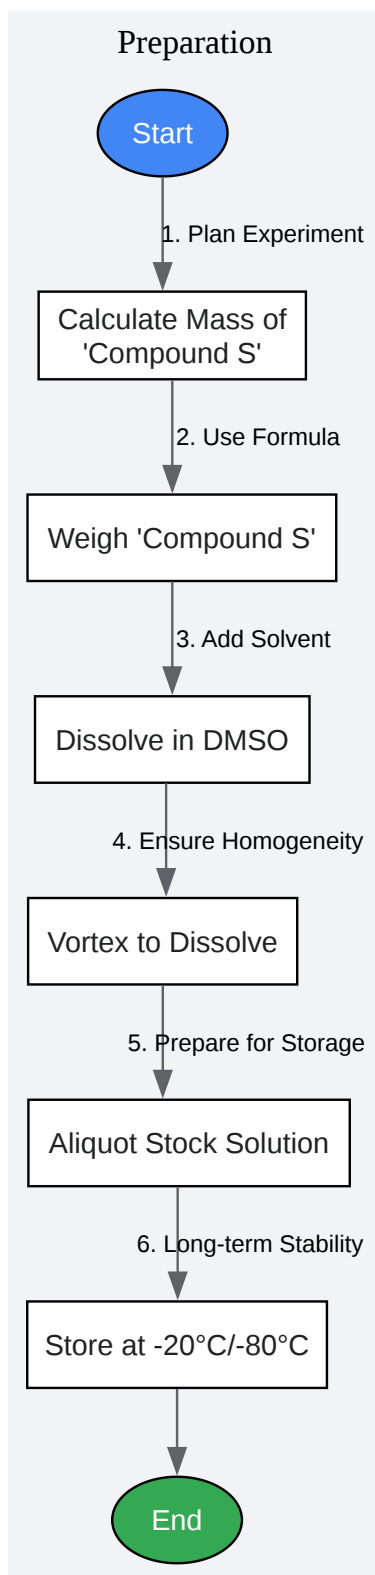 Preparation
Start
1. Plan Experiment
Calculate Mass of
'Compound S'
2. Use Formula
Weigh 'Compound S'
3. Add Solvent
Dissolve in DMSO
4. Ensure Homogeneity
Vortex to Dissolve
5. Prepare for Storage
Aliquot Stock Solution
6. Long-term Stability
Store at -20°C/-80°C
End